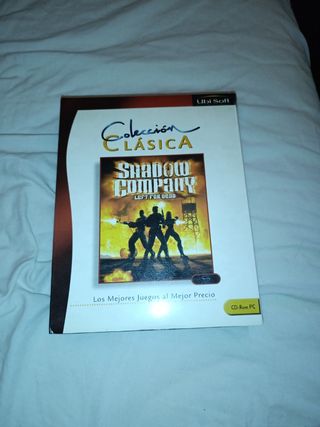 Ubi Soft
Colección
CLÁSICA
SHADOW
COMPANY
LEFT FOR DEAD
Los Mejores Juegos al Mejor Precio
CD-Rom PC